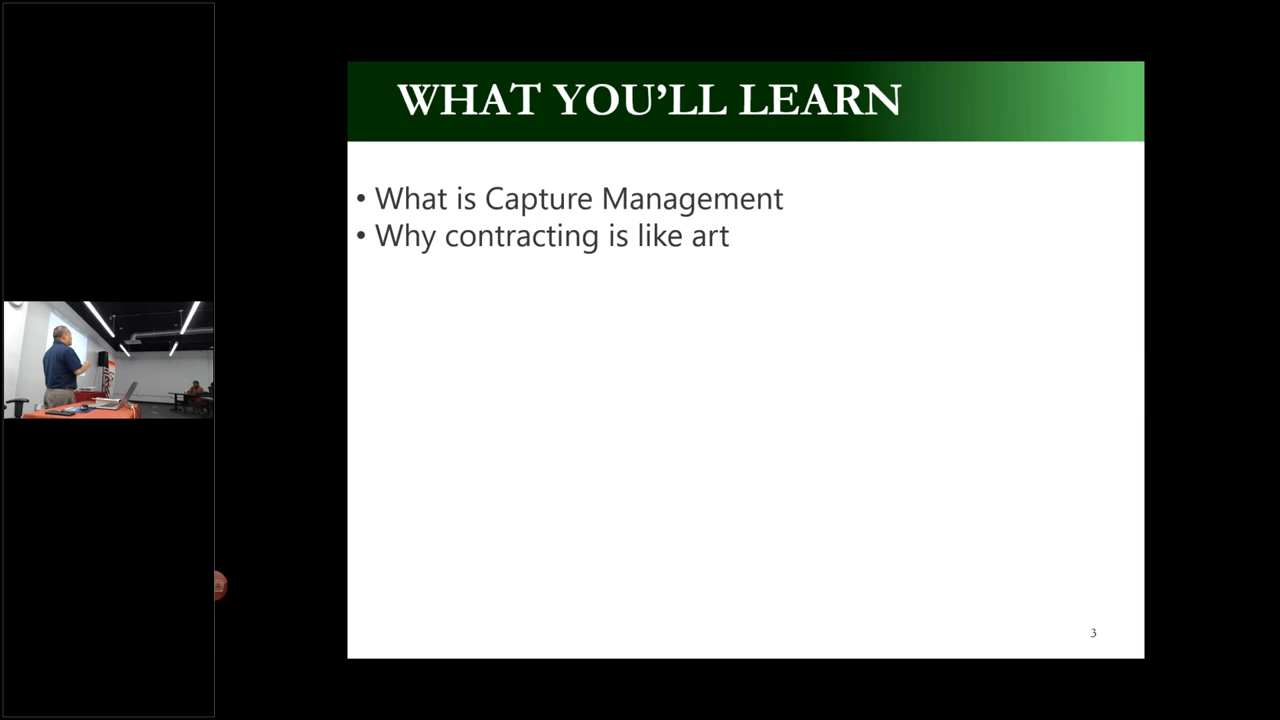 WHAT YOU’LL LEARN
• What is Capture Management
• Why contracting is like art
3